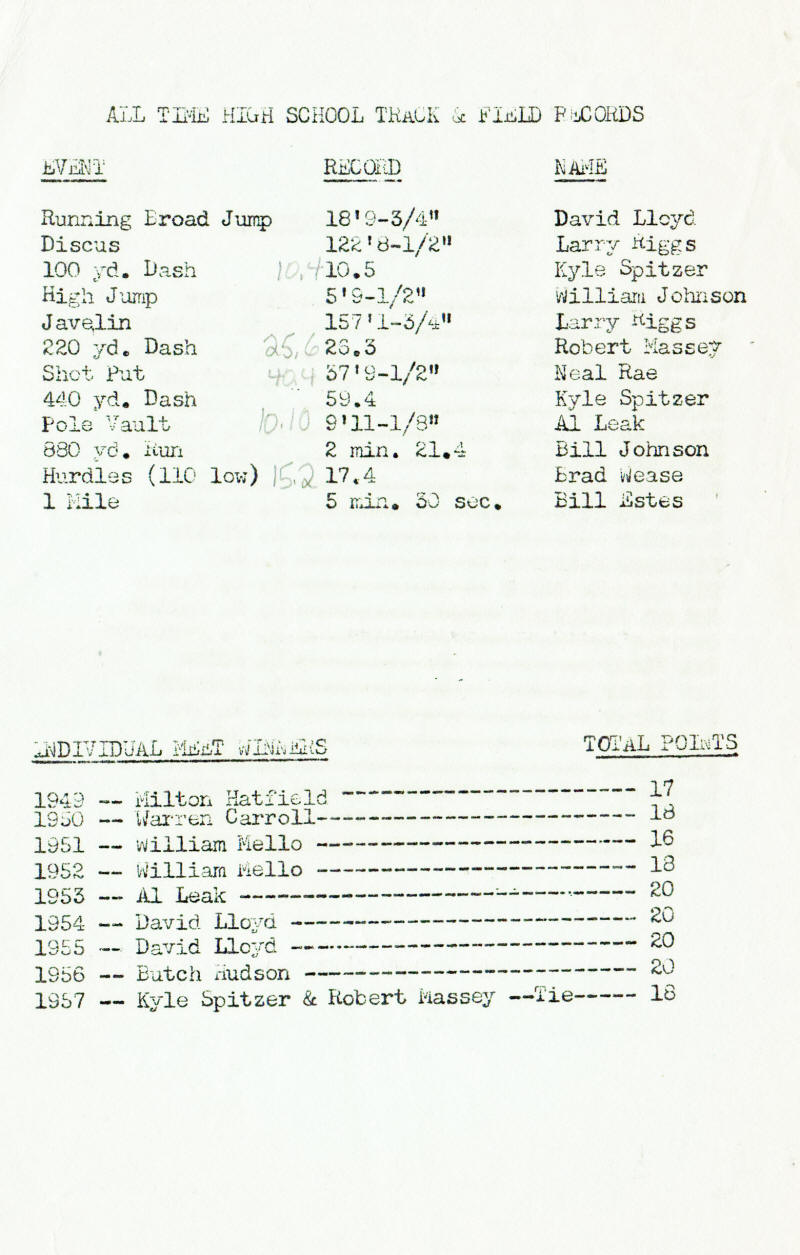 ALL TIME HIGH SCHOOL TRACK & FIELD RECORDS
EVENT RECORD NAME
Running Broad Jump 18'9-3/4" David Lloyd
Discus 122'8-1/2" Larry Riggs
100 yd. Dash 10.4 10.5 Kyle Spitzer
High Jump 5'9-1/2" William Johnson
Javelin 157'1-3/4" Larry Riggs
220 yd. Dash 25.6 23.3 Robert Massey
Shot Put 37'9-1/2" Neal Rae
440 yd. Dash 59.4 Kyle Spitzer
Pole Vault 10.10 9'11-1/8" Al Leak
880 yd. Run 2 min. 21.4 Bill Johnson
Hurdles (110 low) 15.2 17.4 Brad Wease
1 Mile 5 min. 30 sec. Bill Estes
INDIVIDUAL MEET WINNERS TOTAL POINTS
1949 -- Milton Hatfield ---------------------- 17
1950 -- Warren Carroll------------------------ 18
1951 -- William Mello ------------------------ 16
1952 -- William Mello ------------------------ 18
1953 -- Al Leak ------------------------------ 20
1954 -- David Lloyd -------------------------- 20
1955 -- David Lloyd -------------------------- 20
1956 -- Butch Hudson ------------------------- 20
1957 -- Kyle Spitzer & Robert Massey --Tie----- 18